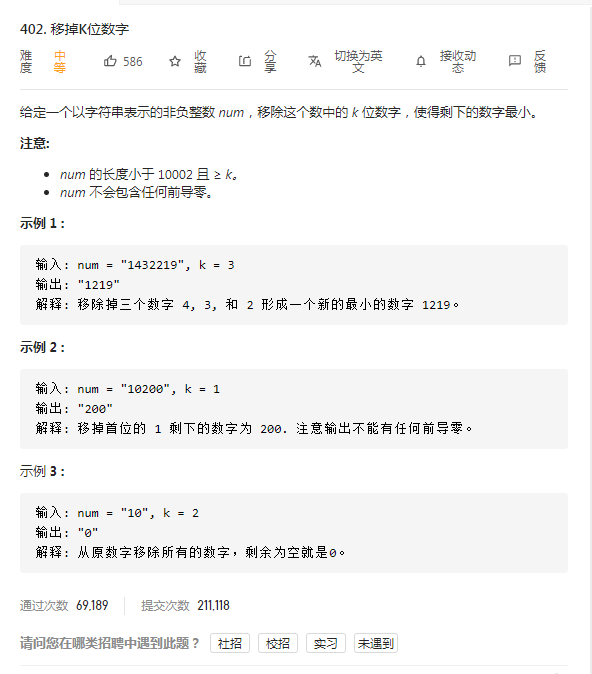 402. 移掉K位数字
难度 中等 586 收藏 分享 切换为英文 接收动态 反馈
给定一个以字符串表示的非负整数 num，移除这个数中的 k 位数字，使得剩下的数字最小。
注意:
num 的长度小于 10002 且 ≥ k。
num 不会包含任何前导零。
示例 1 :
输入: num = "1432219", k = 3
输出: "1219"
解释: 移除掉三个数字 4, 3, 和 2 形成一个新的最小的数字 1219。
示例 2 :
输入: num = "10200", k = 1
输出: "200"
解释: 移掉首位的 1 剩下的数字为 200. 注意输出不能有任何前导零。
示例 3 :
输入: num = "10", k = 2
输出: "0"
解释: 从原数字移除所有的数字，剩余为空就是0。
通过次数 69,189 提交次数 211,118
请问您在哪类招聘中遇到此题？ 社招 校招 实习 未遇到